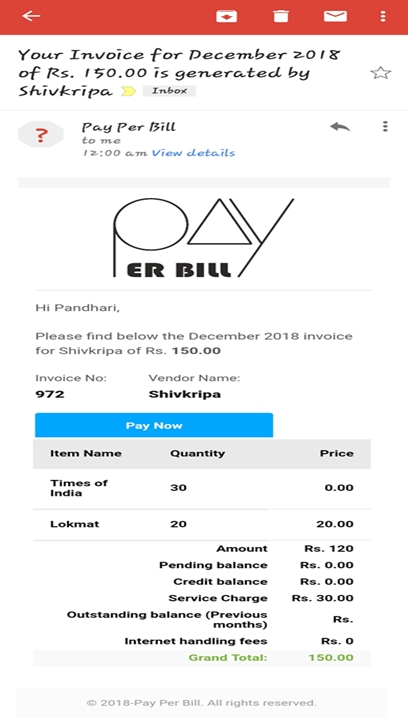 Your Invoice for December 2018
of Rs. 150.00 is generated by
Shivkripa Inbox
?
Pay Per Bill
to me
12:00 am View details
PAY
ER BILL
Hi Pandhari,
Please find below the December 2018 invoice
for Shivkripa of Rs. 150.00
Invoice No: Vendor Name:
972 Shivkripa
Pay Now
Item Name Quantity Price
Times of
India 30 0.00
Lokmat 20 20.00
Amount Rs. 120
Pending balance Rs. 0.00
Credit balance Rs. 0.00
Service Charge Rs. 30.00
Outstanding balance (Previous
months) Rs.
Internet handling fees Rs. 0
Grand Total: 150.00
© 2018-Pay Per Bill. All rights reserved.